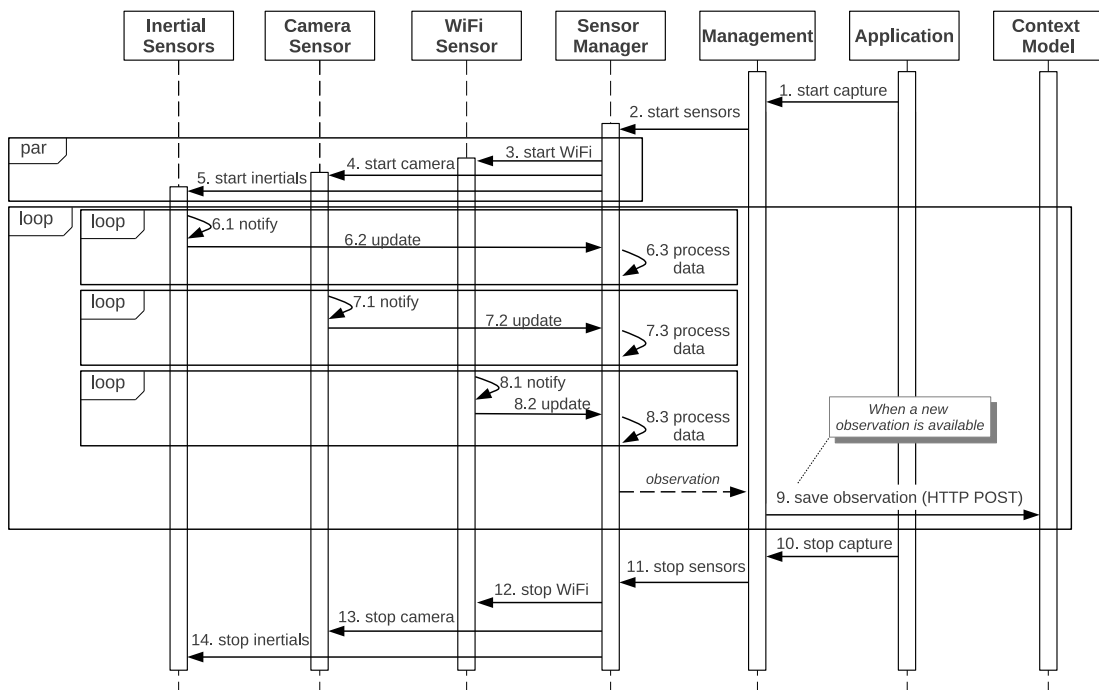 Inertial
Sensors
Camera
Sensor
WiFi
Sensor
Sensor
Manager
Management
Application
Context
Model
1. start capture
2. start sensors
par
3. start WiFi
4. start camera
5. start inertials
loop
loop
6.1 notify
6.2 update
6.3 process
data
loop
7.1 notify
7.2 update
7.3 process
data
loop
8.1 notify
8.2 update
8.3 process
data
When a new
observation is available
observation
9. save observation (HTTP POST)
10. stop capture
11. stop sensors
12. stop WiFi
13. stop camera
14. stop inertials